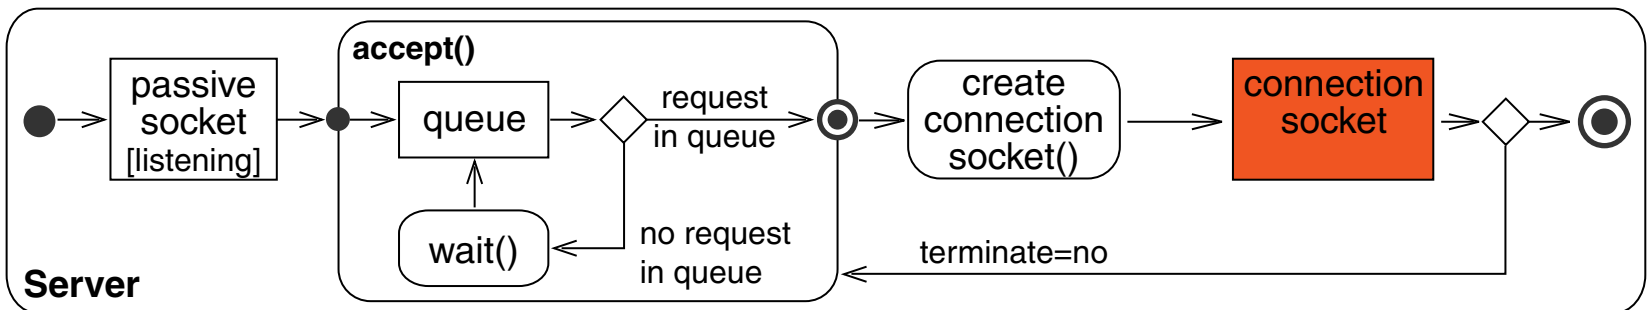 accept()
passive
socket
[listening]
queue
request
in queue
create
connection
socket()
connection
socket
wait()
no request
in queue
terminate=no
Server